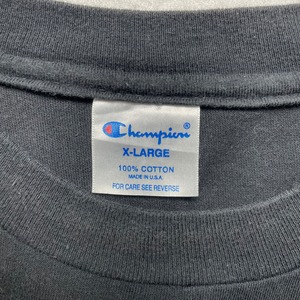 Champion®
X-LARGE
100% COTTON
MADE IN U.S.A.
FOR CARE SEE REVERSE